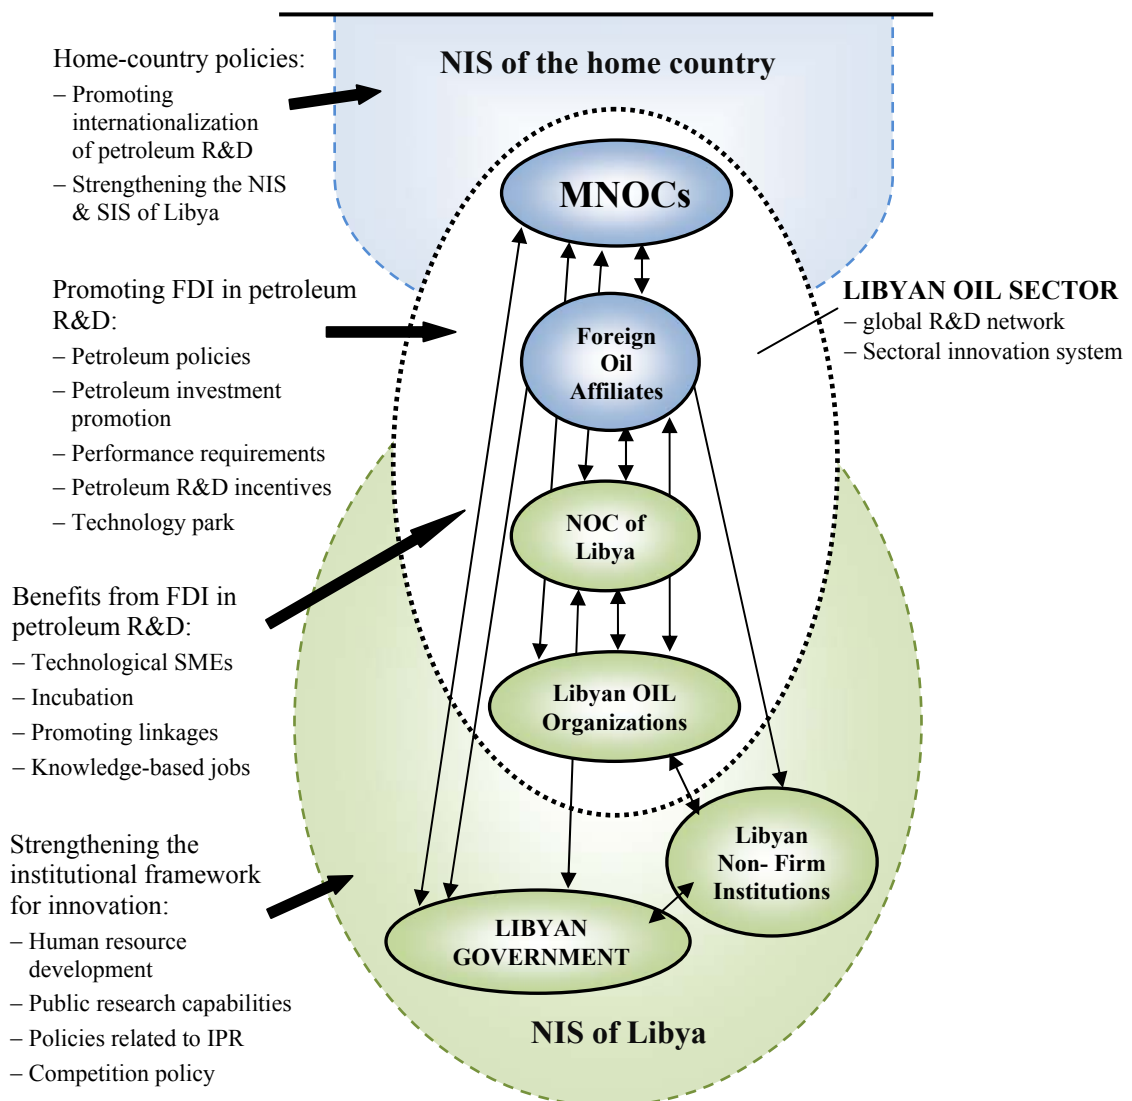 NIS of the home country
Home-country policies:
– Promoting
internationalization
of petroleum R&D
– Strengthening the NIS
& SIS of Libya
MNOCs
Promoting FDI in petroleum
R&D:
– Petroleum policies
– Petroleum investment
promotion
– Performance requirements
– Petroleum R&D incentives
– Technology park
LIBYAN OIL SECTOR
– global R&D network
– Sectoral innovation system
Foreign
Oil
Affiliates
NOC of
Libya
Benefits from FDI in
petroleum R&D:
– Technological SMEs
– Incubation
– Promoting linkages
– Knowledge-based jobs
Libyan OIL
Organizations
Strengthening the
institutional framework
for innovation:
– Human resource
development
– Public research capabilities
– Policies related to IPR
– Competition policy
Libyan
Non- Firm
Institutions
LIBYAN
GOVERNMENT
NIS of Libya